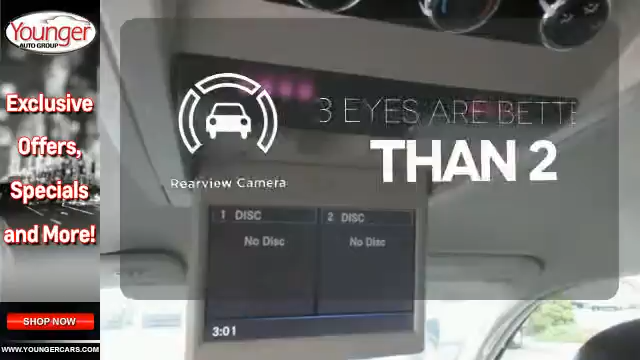 Younger
AUTO GROUP
Exclusive
Offers,
Specials
and More!
SHOP NOW
WWW.YOUNGERCARS.COM
3 EYES ARE BETTE
THAN 2
Rearview Camera
1 DISC
No Disc
2 DISC
No Disc
3:01